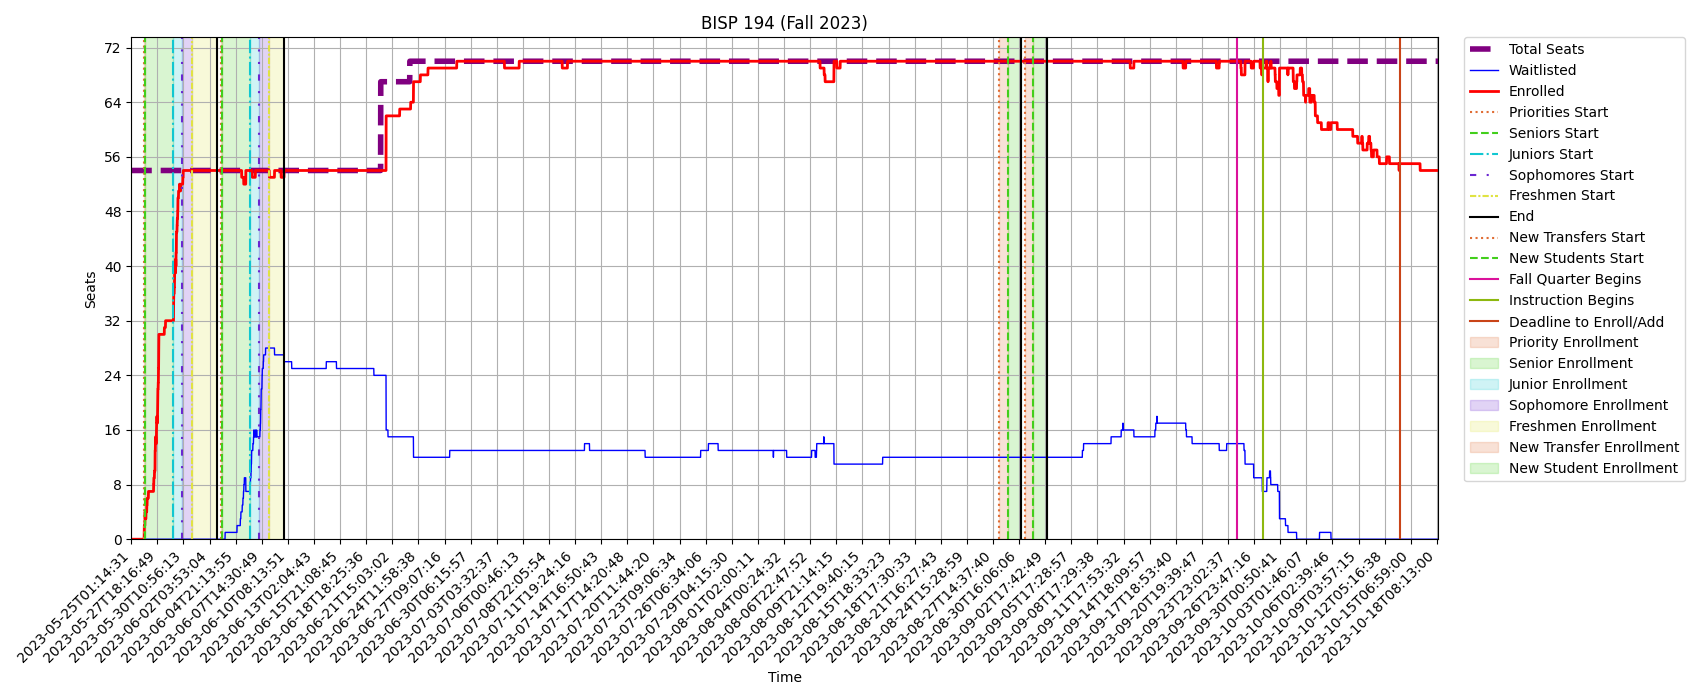 BISP 194 (Fall 2023)
Seats
72
64
56
48
40
32
24
16
8
0
2023-05-25T01:14:31
2023-05-27T18:16:49
2023-05-30T10:56:13
2023-06-02T03:53:04
2023-06-04T21:13:55
2023-06-07T14:30:49
2023-06-10T08:13:51
2023-06-13T02:04:43
2023-06-15T21:08:45
2023-06-18T18:25:36
2023-06-21T15:03:02
2023-06-24T11:58:38
2023-06-27T09:07:16
2023-06-30T06:15:57
2023-07-03T03:32:37
2023-07-06T00:46:13
2023-07-08T22:05:54
2023-07-11T19:24:16
2023-07-14T16:50:43
2023-07-17T14:20:48
2023-07-20T11:44:20
2023-07-23T09:06:34
2023-07-26T06:34:06
2023-07-29T04:15:30
2023-08-01T02:00:11
2023-08-04T00:24:32
2023-08-06T22:47:52
2023-08-09T21:14:15
2023-08-12T19:40:15
2023-08-15T18:33:23
2023-08-18T17:30:33
2023-08-21T16:27:43
2023-08-24T15:28:59
2023-08-27T14:37:40
2023-08-30T16:06:06
2023-09-02T17:42:49
2023-09-05T17:28:57
2023-09-08T17:29:38
2023-09-11T17:53:32
2023-09-14T18:09:57
2023-09-17T18:53:40
2023-09-20T19:39:47
2023-09-23T23:02:37
2023-09-26T23:47:16
2023-09-30T00:50:41
2023-10-03T01:46:07
2023-10-06T02:39:46
2023-10-09T03:57:15
2023-10-12T05:16:38
2023-10-15T06:59:00
2023-10-18T08:13:00
Time
Total Seats
Waitlisted
Enrolled
Priorities Start
Seniors Start
Juniors Start
Sophomores Start
Freshmen Start
End
New Transfers Start
New Students Start
Fall Quarter Begins
Instruction Begins
Deadline to Enroll/Add
Priority Enrollment
Senior Enrollment
Junior Enrollment
Sophomore Enrollment
Freshmen Enrollment
New Transfer Enrollment
New Student Enrollment